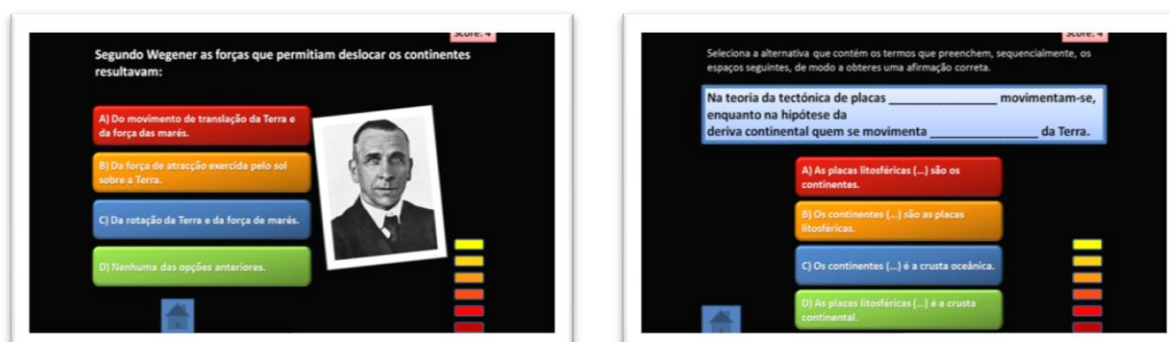 Score: 4
Segundo Wegener as forças que permitiam deslocar os continentes
resultavam:
A) Do movimento de translação da Terra e
da força das marés.
B) Da força de atracção exercida pelo sol
sobre a Terra.
C) Da rotação da Terra e da força de marés.
D) Nenhuma das opções anteriores.
Score: 4
Seleciona a alternativa que contém os termos que preenchem, sequencialmente, os
espaços seguintes, de modo a obteres uma afirmação correta.
Na teoria da tectónica de placas ________________ movimentam-se,
enquanto na hipótese da
deriva continental quem se movimenta ________________ da Terra.
A) As placas litosféricas (...) são os
continentes.
B) Os continentes (...) são as placas
litosféricas.
C) Os continentes (...) é a crusta oceânica.
D) As placas litosféricas (...) é a crusta
continental.